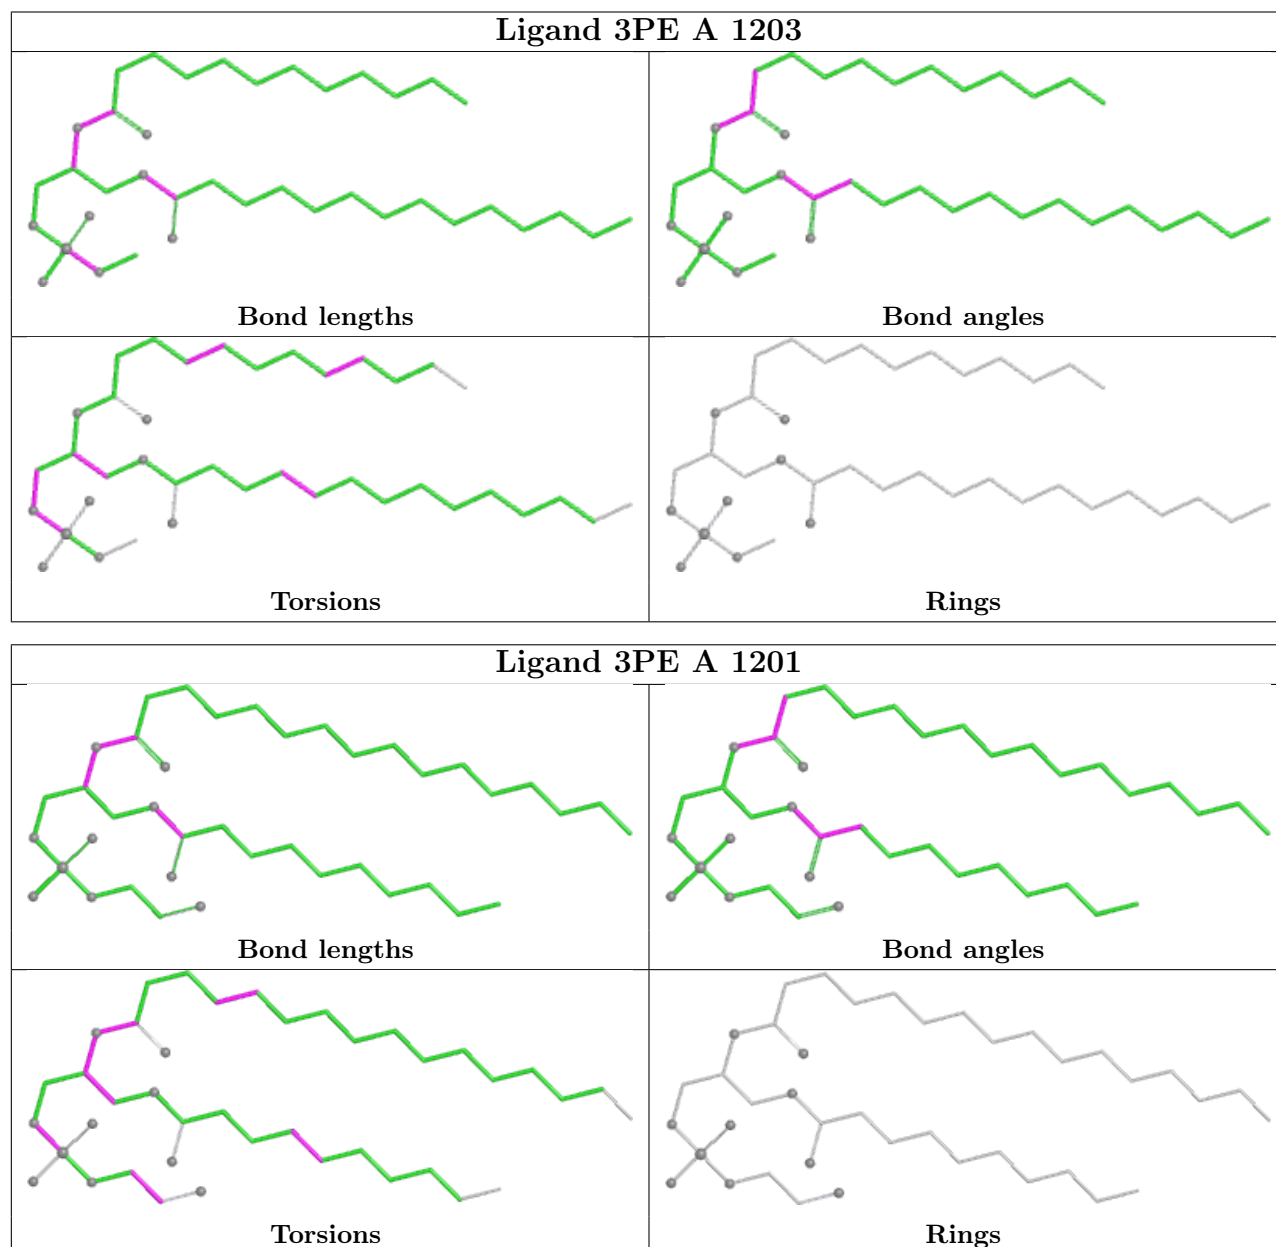 Ligand 3PE A 1203
Bond lengths
Bond angles
Torsions
Rings
Ligand 3PE A 1201
Bond lengths
Bond angles
Torsions
Rings